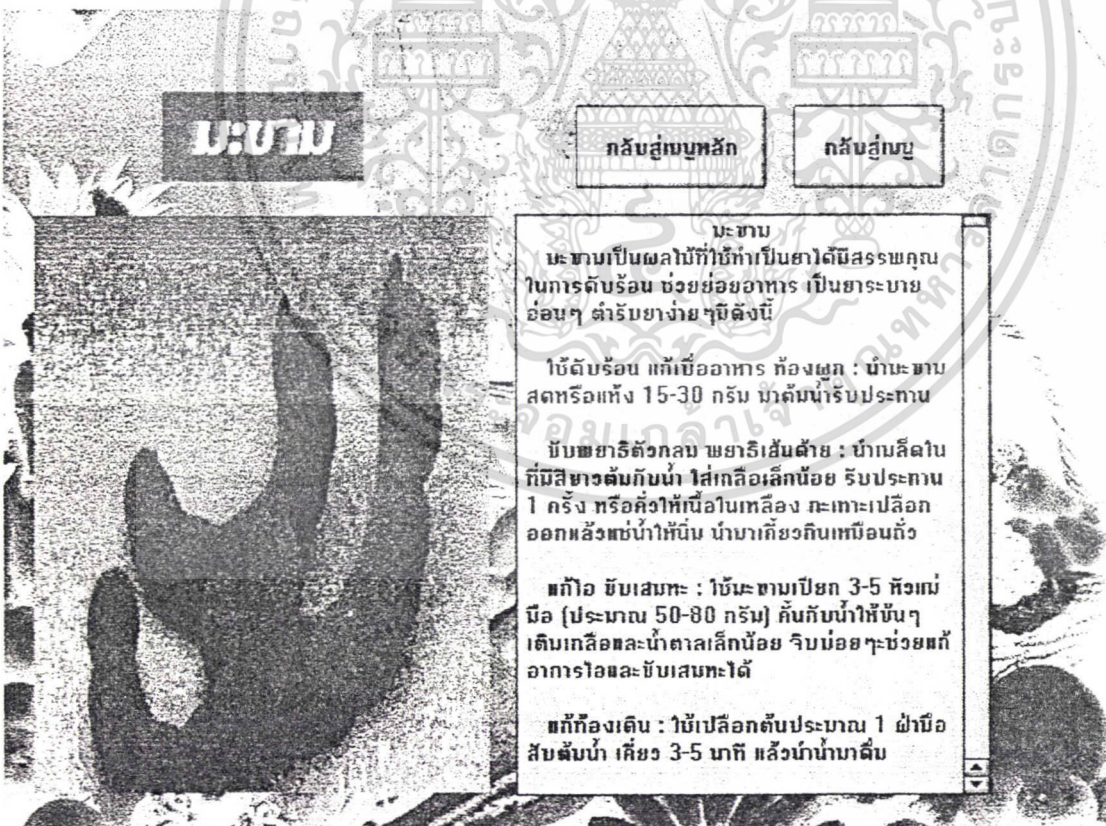 มะขาม
กลับสู่เมนูหลัก
กลับสู่เมนู
มะขาม
มะขามเป็นผลไม้ที่ใช้ทำเป็นยาได้มีสรรพคุณ
ในการดับร้อน ช่วยย่อยอาหาร เป็นยาระบาย
อ่อนๆ ตำรับยาง่ายๆมีดังนี้
ใช้ดับร้อน แก้เบื่ออาหาร ท้องผูก : นำมะขาม
สดหรือแห้ง 15-30 กรัม มาต้มน้ำรับประทาน
ขับพยาธิตัวกลม พยาธิเส้นด้าย : นำเมล็ดใน
ที่มีสีขาวต้มกับน้ำ ใส่เกลือเล็กน้อย รับประทาน
1 ครั้ง หรือคั่วให้เนื้อในเหลือง กะเทาะเปลือก
ออกแล้วแช่น้ำให้นิ่ม นำมาเคี้ยวกินเหมือนถั่ว
แก้ไอ ขับเสมหะ : ใช้มะขามเปียก 3-5 หัวแม่
มือ (ประมาณ 50-80 กรัม) คั้นกับน้ำให้ข้นๆ
เติมเกลือและน้ำตาลเล็กน้อย จิบบ่อยๆจะช่วยแก้
อาการไอและขับเสมหะได้
แก้ท้องเดิน : ใช้เปลือกต้นประมาณ 1 ฝ่ามือ
สับต้มน้ำ เคี่ยว 3-5 นาที แล้วนำน้ำมาดื่ม